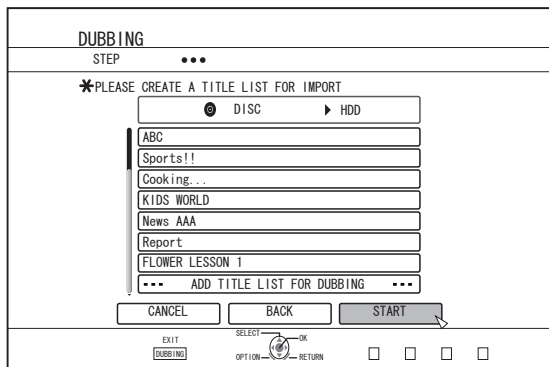 DUBBING
STEP
*PLEASE CREATE A TITLE LIST FOR IMPORT
DISC HDD
ABC
Sports!!
Cooking...
KIDS WORLD
News AAA
Report
FLOWER LESSON 1
--- ADD TITLE LIST FOR DUBBING ---
CANCEL BACK START
EXIT SELECT OK
DUBBING OPTION RETURN